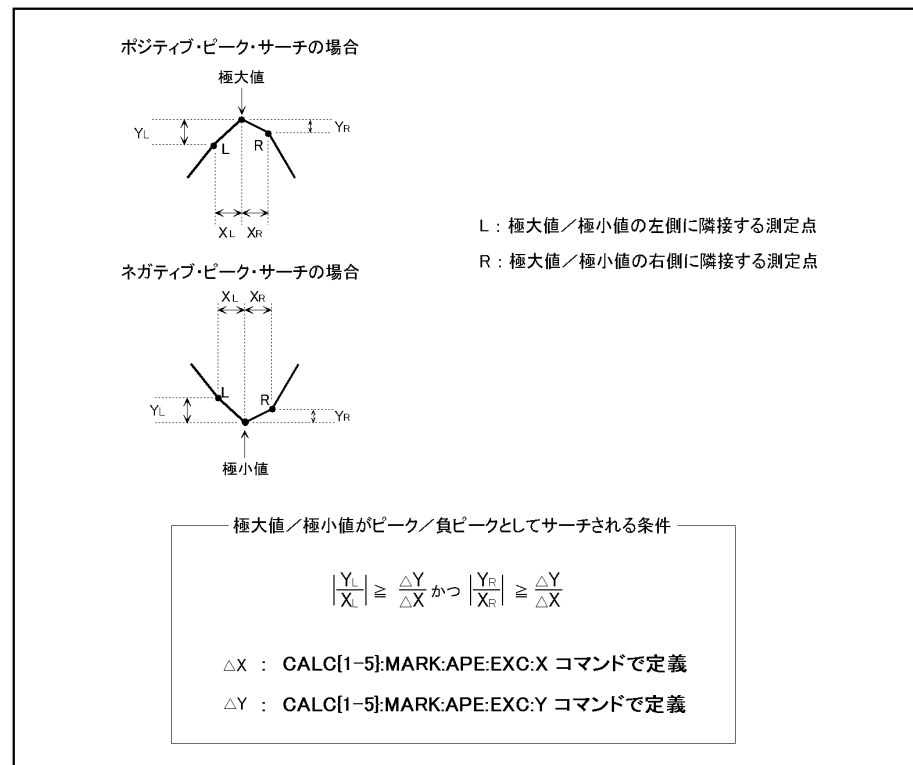 ポジティブ・ピーク・サーチの場合
極大値
YL
L
R
YR
XL XR
L : 極大値／極小値の左側に隣接する測定点
R : 極大値／極小値の右側に隣接する測定点
ネガティブ・ピーク・サーチの場合
XL XR
YL
L
R
YR
極小値
極大値／極小値がピーク／負ピークとしてサーチされる条件
|YL/XL| ≧ △Y/△X かつ |YR/XR| ≧ △Y/△X
△X : CALC[1-5]:MARK:APE:EXC:X コマンドで定義
△Y : CALC[1-5]:MARK:APE:EXC:Y コマンドで定義